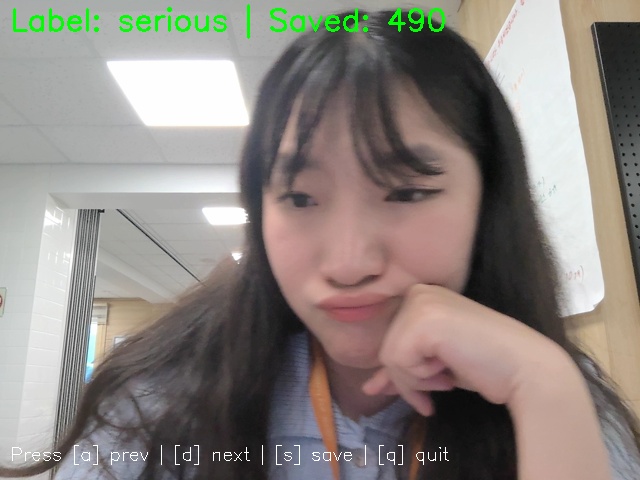 Label: serious | Saved: 490
Press [a] prev | [d] next | [s] save | [q] quit